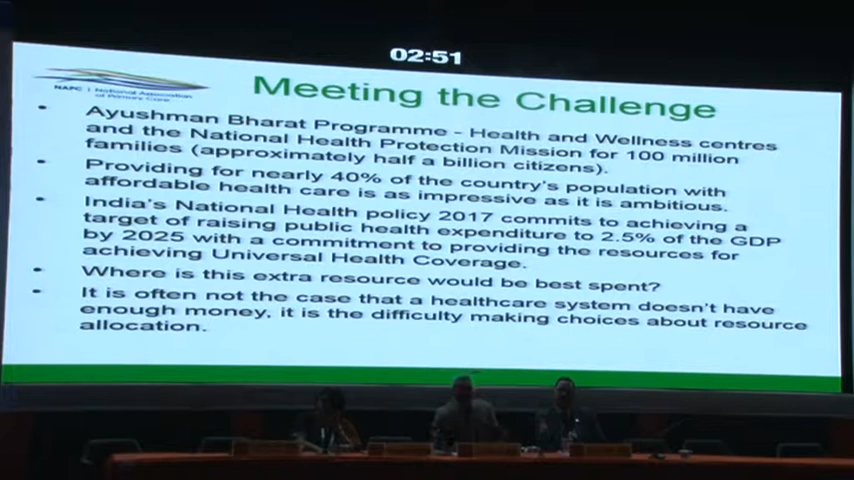 02:51
NAPC | National Association
of Primary Care
Meeting the Challenge
• Ayushman Bharat Programme - Health and Wellness centres
and the National Health Protection Mission for 100 million
families (approximately half a billion citizens).
• Providing for nearly 40% of the country's population with
affordable health care is as impressive as it is ambitious.
• India's National Health policy 2017 commits to achieving a
target of raising public health expenditure to 2.5% of the GDP
by 2025 with a commitment to providing the resources for
achieving Universal Health Coverage.
• Where is this extra resource would be best spent?
• It is often not the case that a healthcare system doesn't have
enough money, it is the difficulty making choices about resource
allocation.